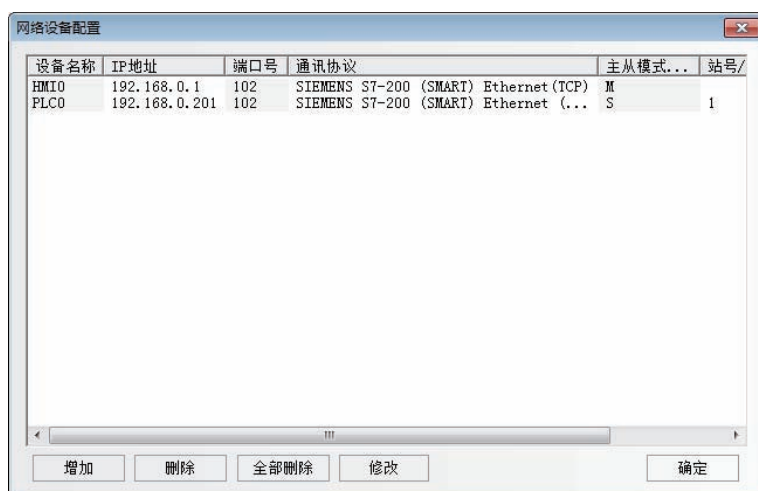 网络设备配置
设备名称 IP地址 端口号 通讯协议 主从模式... 站号/
HMI0 192.168.0.1 102 SIEMENS S7-200 (SMART) Ethernet(TCP) M
PLC0 192.168.0.201 102 SIEMENS S7-200 (SMART) Ethernet (... S 1
增加 删除 全部删除 修改 确定